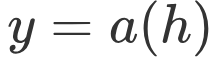 y = a(h)